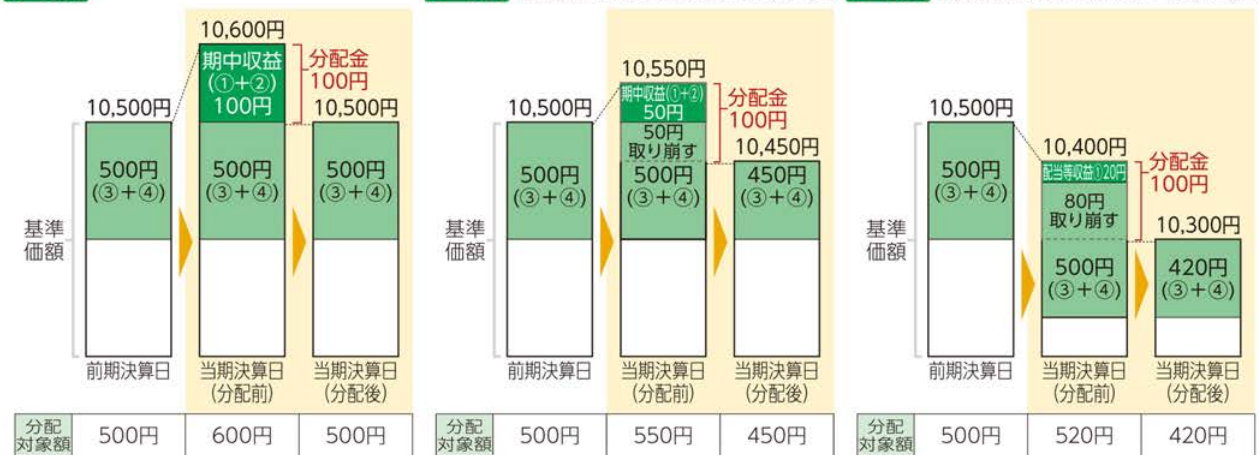 10,600円
期中収益
(①+②)
100円
分配金
100円
10,500円
10,500円
500円
(③+④)
500円
(③+④)
500円
(③+④)
基準
価額
前期決算日
当期決算日
(分配前)
当期決算日
(分配後)
分配
対象額
500円
600円
500円
10,550円
期中収益(①+②)
50円
分配金
100円
10,500円
50円
取り崩す
10,450円
500円
(③+④)
500円
(③+④)
450円
(③+④)
基準
価額
前期決算日
当期決算日
(分配前)
当期決算日
(分配後)
分配
対象額
500円
550円
450円
10,500円
10,400円
配当等収益①20円
分配金
100円
80円
取り崩す
10,300円
500円
(③+④)
500円
(③+④)
420円
(③+④)
基準
価額
前期決算日
当期決算日
(分配前)
当期決算日
(分配後)
分配
対象額
500円
520円
420円